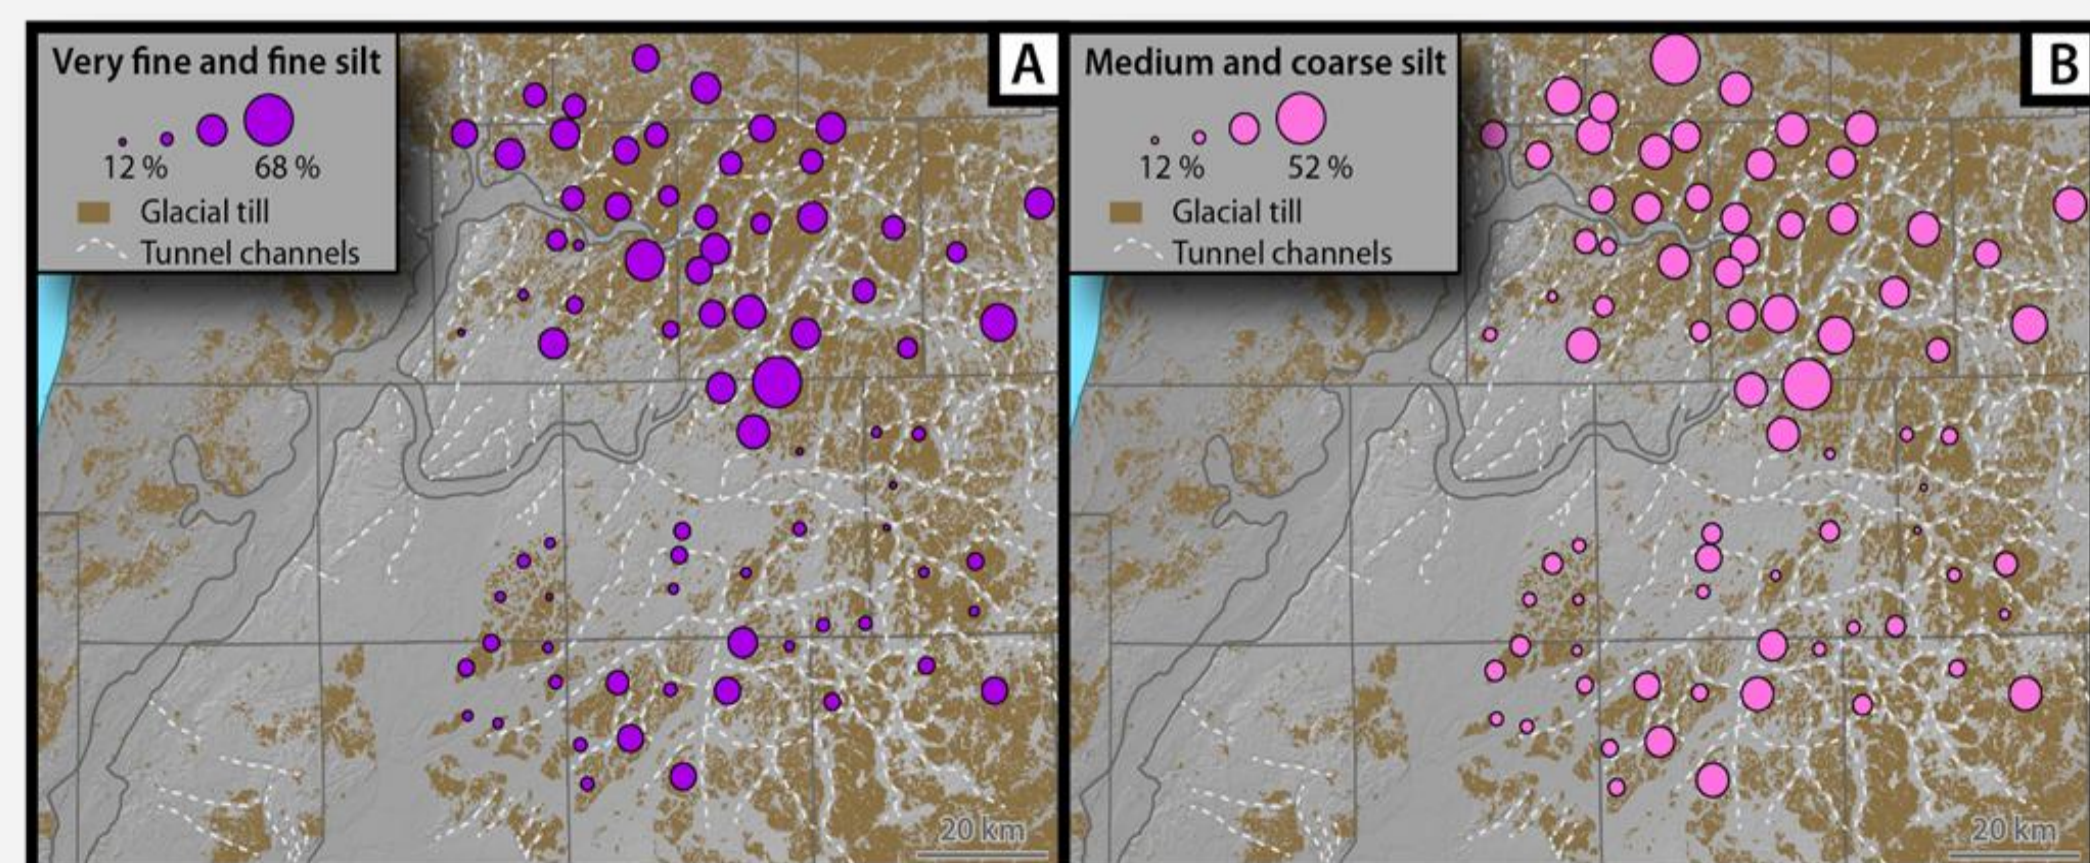 Very fine and fine silt
12 % 68 %
Glacial till
Tunnel channels
A
20 km
Medium and coarse silt
12 % 52 %
Glacial till
Tunnel channels
B
20 km